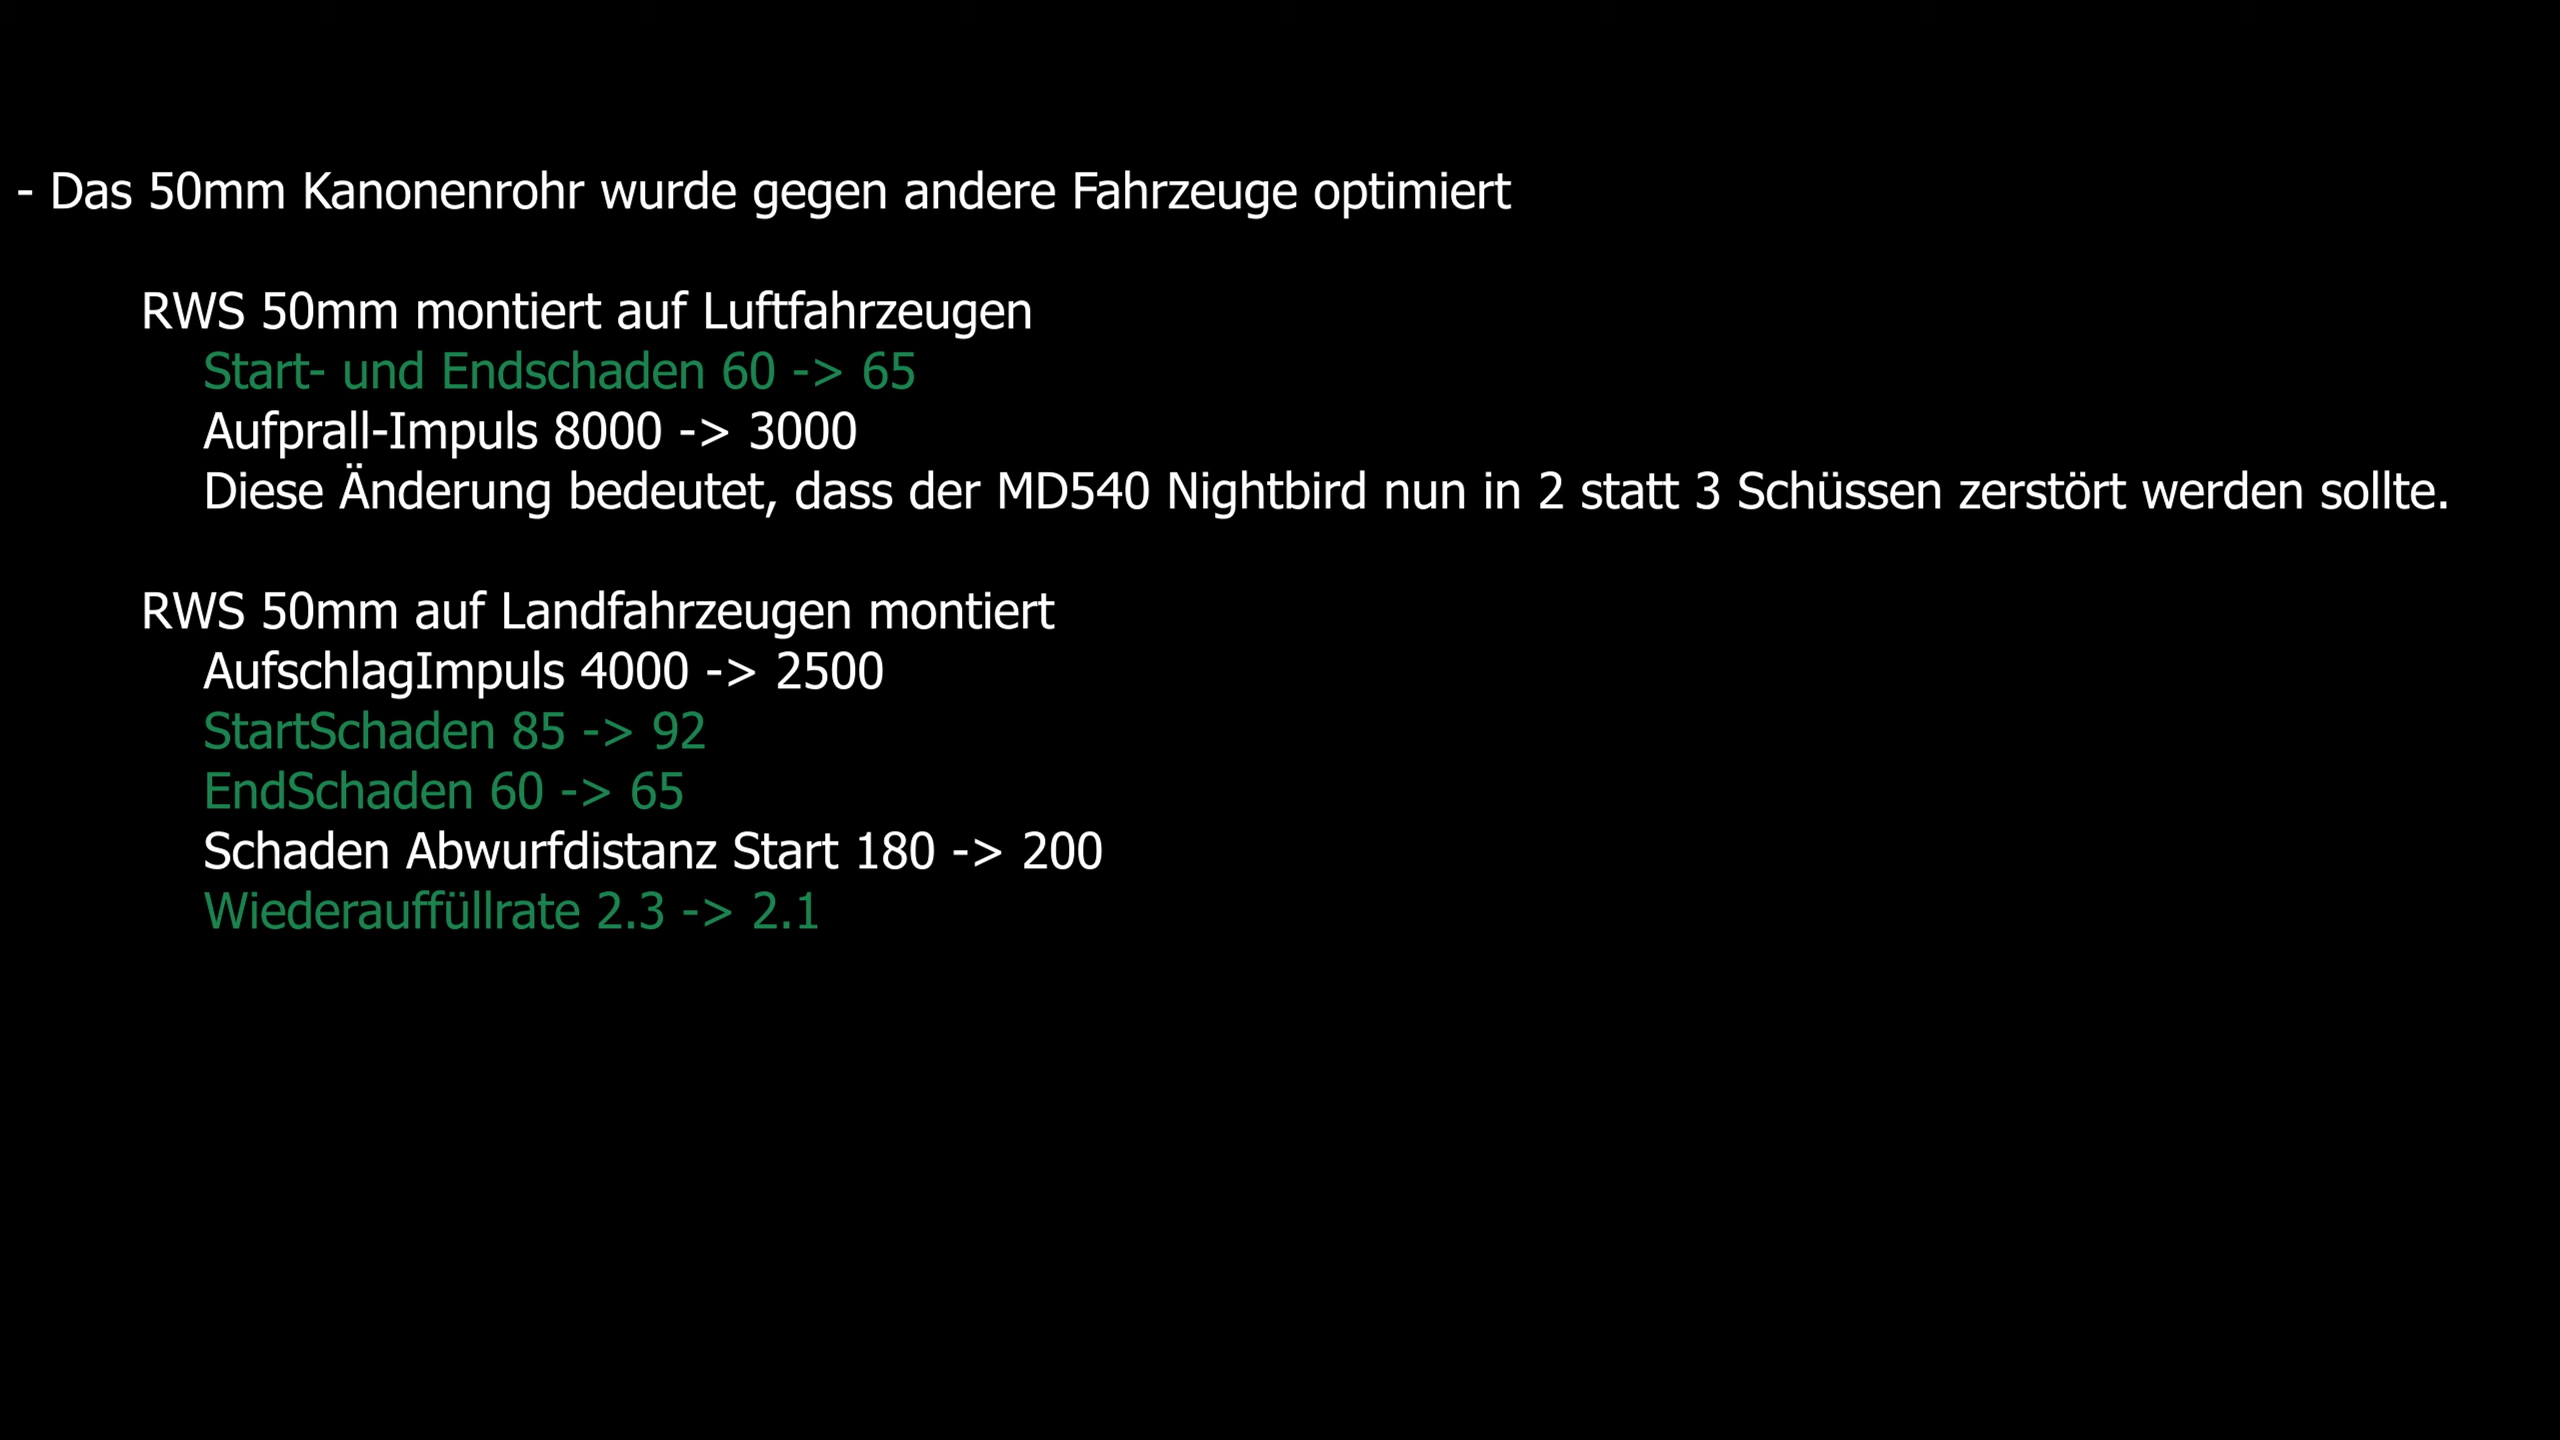 - Das 50mm Kanonenrohr wurde gegen andere Fahrzeuge optimiert
RWS 50mm montiert auf Luftfahrzeugen
Start- und Endschaden 60 -> 65
Aufprall-Impuls 8000 -> 3000
Diese Änderung bedeutet, dass der MD540 Nightbird nun in 2 statt 3 Schüssen zerstört werden sollte.
RWS 50mm auf Landfahrzeugen montiert
AufschlagImpuls 4000 -> 2500
StartSchaden 85 -> 92
EndSchaden 60 -> 65
Schaden Abwurfdistanz Start 180 -> 200
Wiederauffüllrate 2.3 -> 2.1